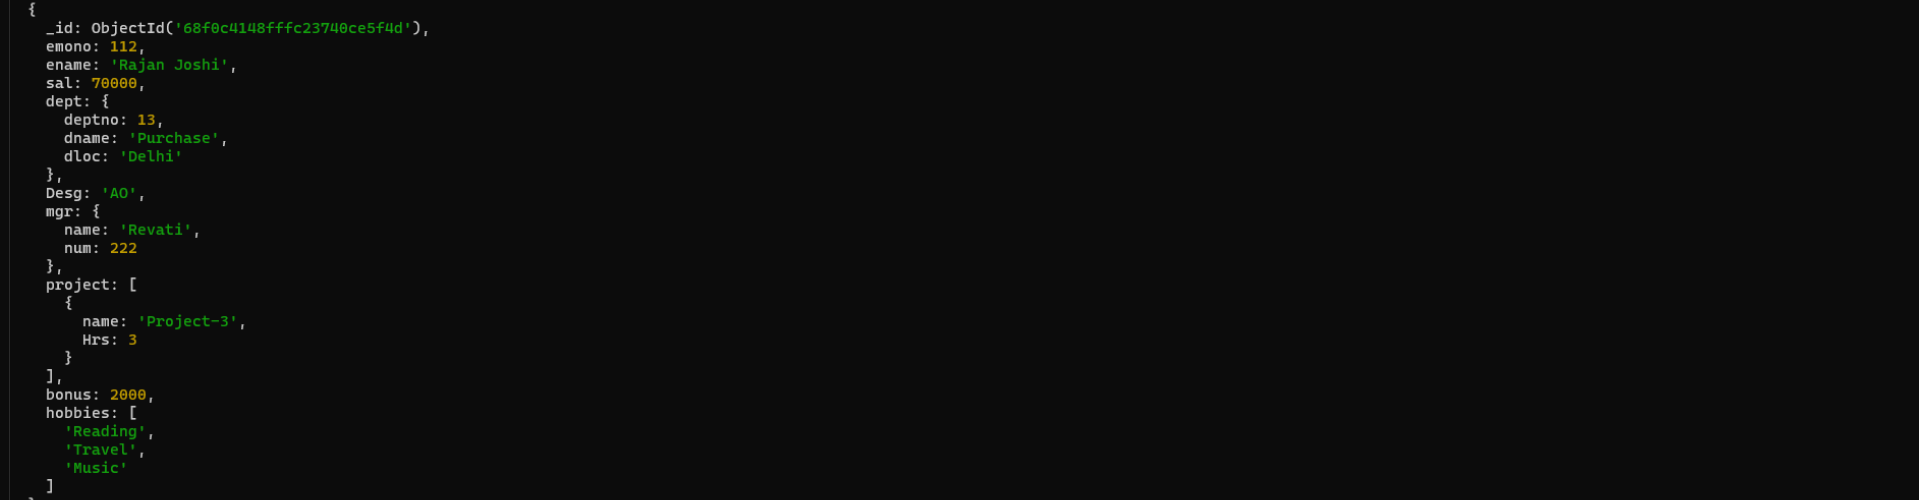 {
_id: ObjectId('68f0c4148fffc23740ce5f4d'),
emono: 112,
ename: 'Rajan Joshi',
sal: 70000,
dept: {
deptno: 13,
dname: 'Purchase',
dloc: 'Delhi'
},
Desg: 'AO',
mgr: {
name: 'Revati',
num: 222
},
project: [
{
name: 'Project-3',
Hrs: 3
}
],
bonus: 2000,
hobbies: [
'Reading',
'Travel',
'Music'
]